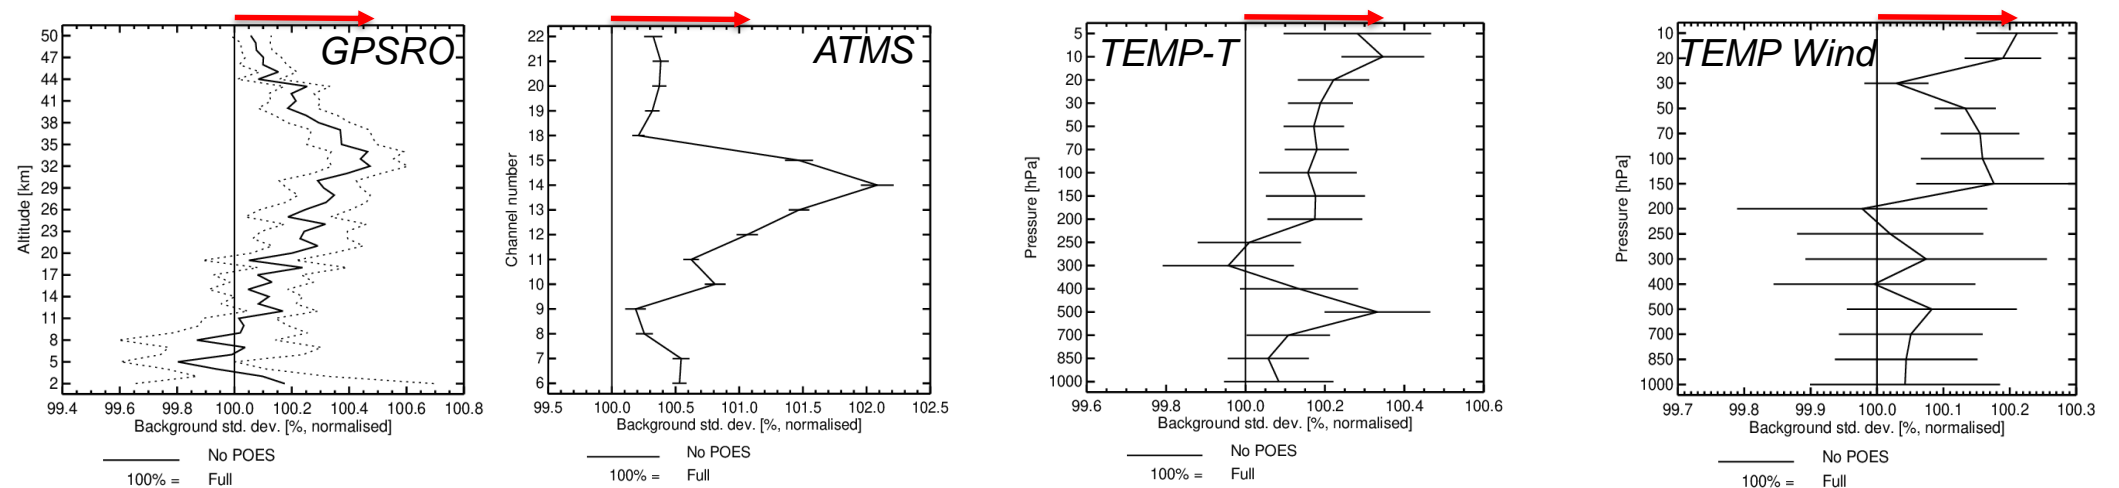 GPSRO
50
47
44
41
38
35
32
29
26
23
20
17
14
11
8
5
2
Altitude [km]
99.4 99.6 99.8 100.0 100.2 100.4 100.6 100.8
Background std. dev. [%, normalised]
No POES
100% = Full
ATMS
22
21
20
19
18
15
14
13
12
11
10
9
8
7
6
Channel number
99.5 100.0 100.5 101.0 101.5 102.0 102.5
Background std. dev. [%, normalised]
No POES
100% = Full
TEMP-T
5
10
20
30
50
70
100
150
200
250
300
400
500
700
850
1000
Pressure [hPa]
99.6 99.8 100.0 100.2 100.4 100.6
Background std. dev. [%, normalised]
No POES
100% = Full
TEMP Wind
10
20
30
50
70
100
150
200
250
300
400
500
700
850
1000
Pressure [hPa]
99.7 99.8 99.9 100.0 100.1 100.2 100.3
Background std. dev. [%, normalised]
No POES
100% = Full